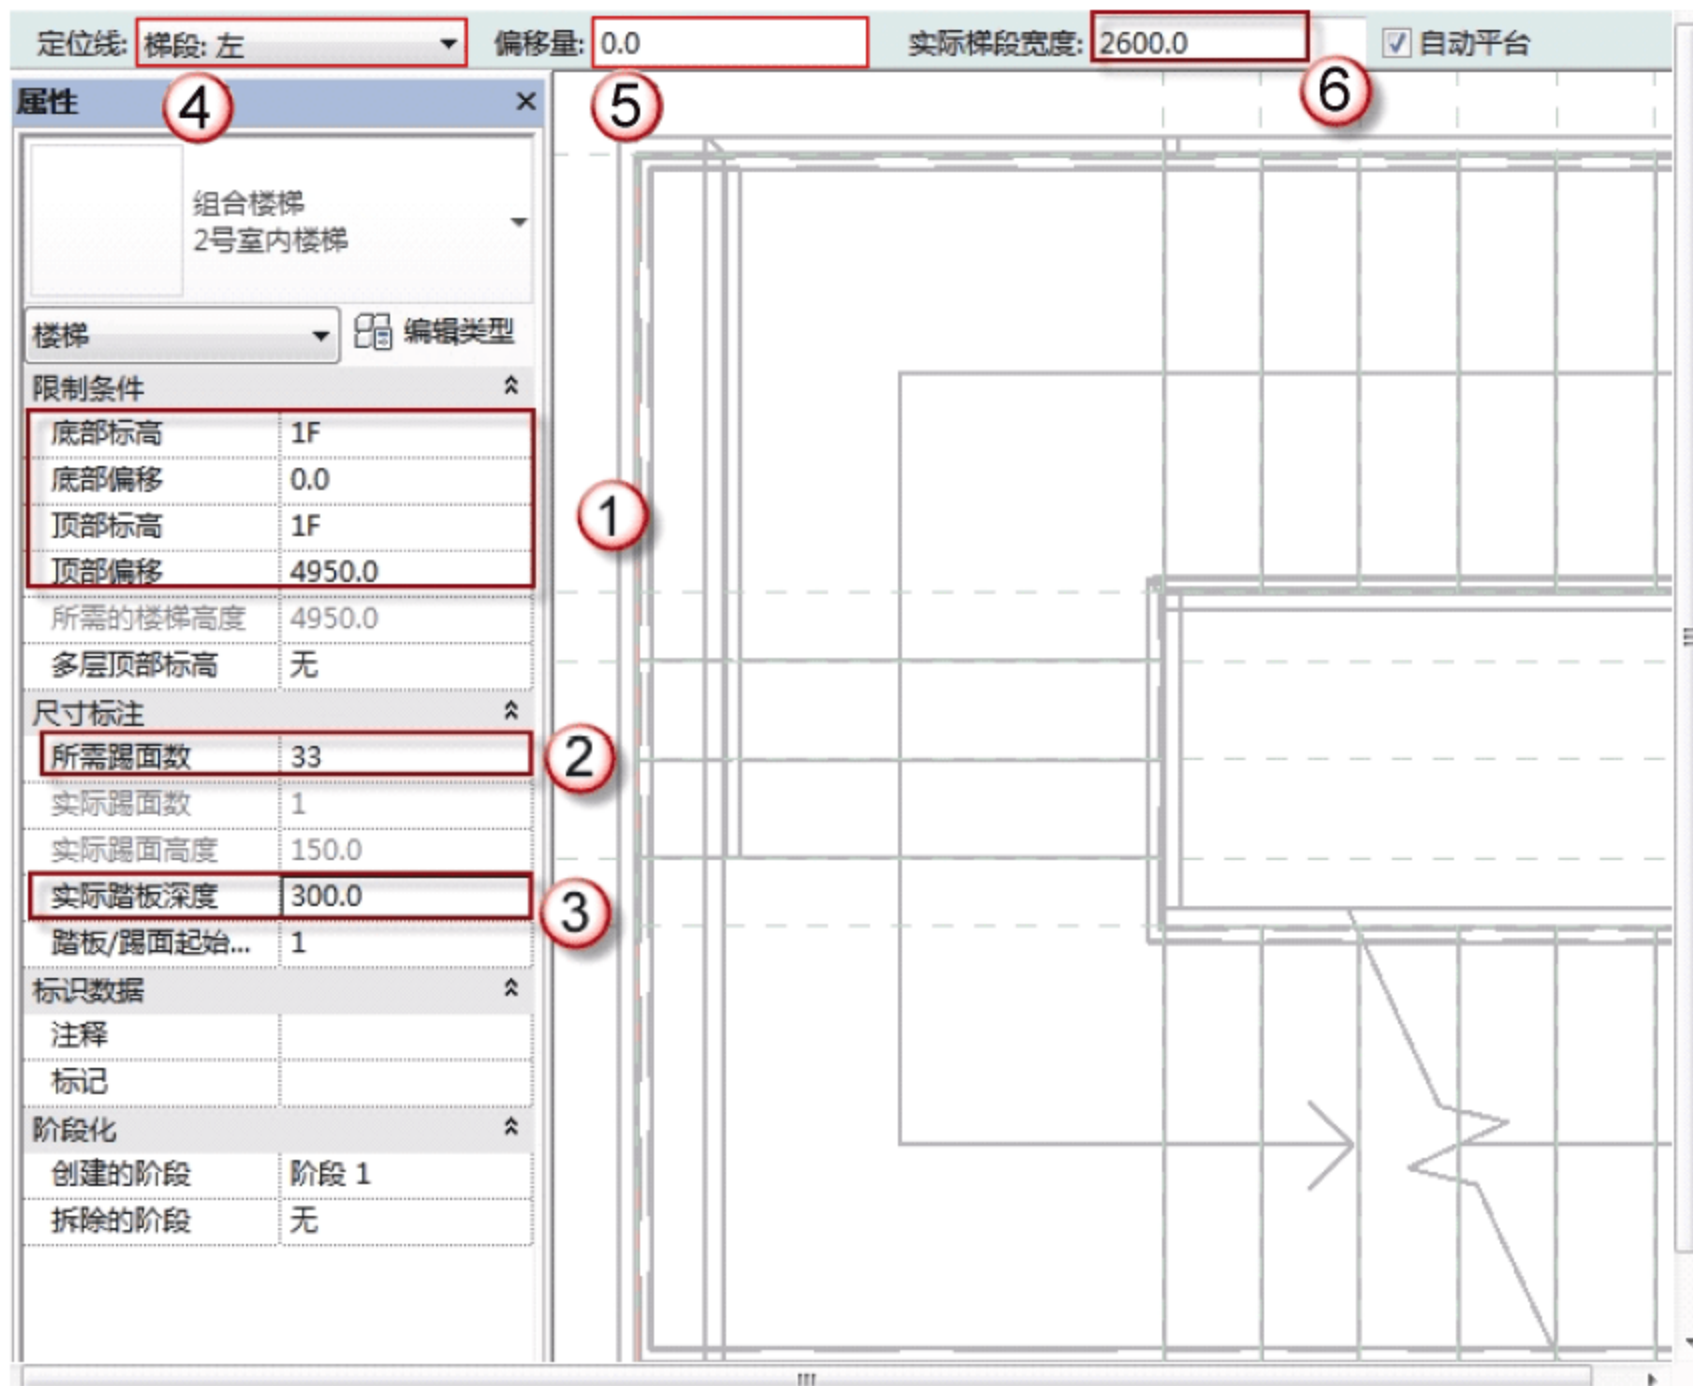 定位线: 梯段: 左 偏移量: 0.0 实际梯段宽度: 2600.0 自动平台
属性 ×
④ ⑤ ⑥
组合楼梯
2号室内楼梯
楼梯 编辑类型
限制条件
底部标高 1F
底部偏移 0.0
①
顶部标高 1F
顶部偏移 4950.0
所需的楼梯高度 4950.0
多层顶部标高 无
尺寸标注
所需踢面数 33 ②
实际踢面数 1
实际踢面高度 150.0
实际踏板深度 300.0 ③
踏板/踢面起始... 1
标识数据
注释
标记
阶段化
创建的阶段 阶段 1
拆除的阶段 无